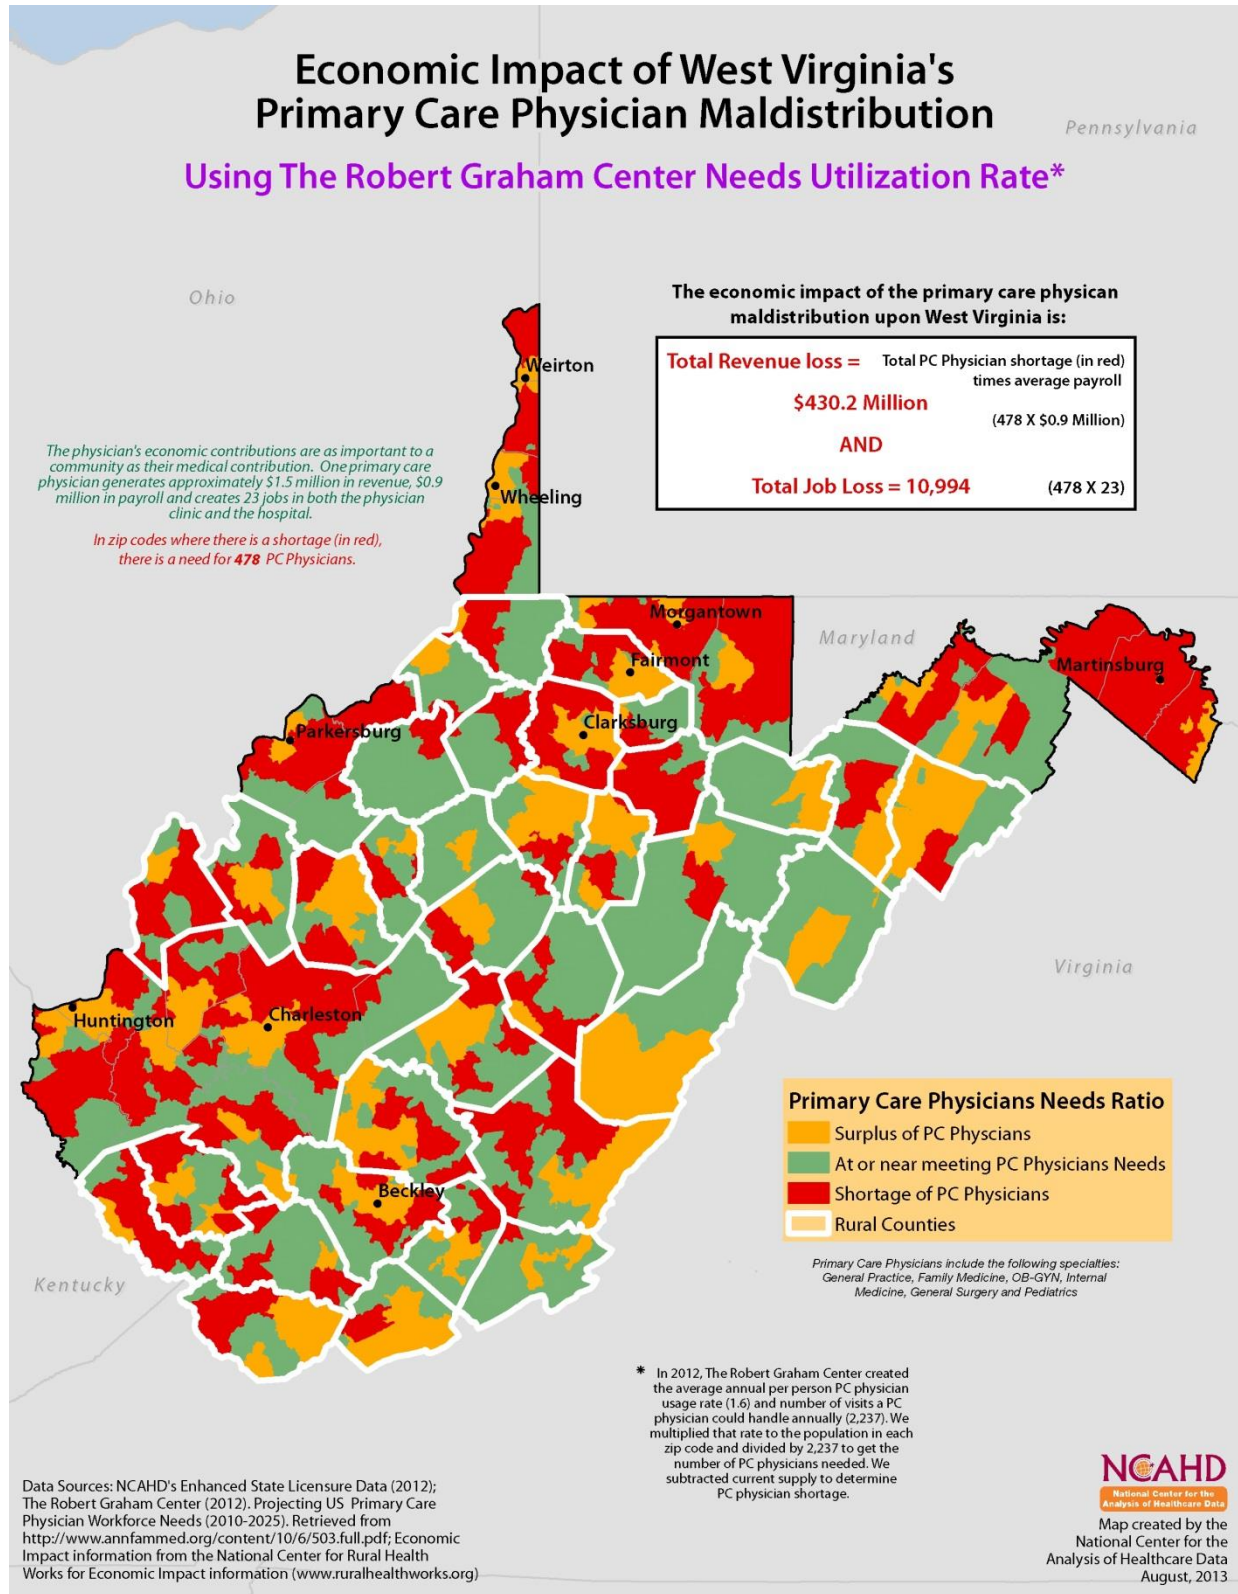 Economic Impact of West Virginia's
Primary Care Physician Maldistribution
Using The Robert Graham Center Needs Utilization Rate*
Pennsylvania
Ohio
The economic impact of the primary care physican
maldistribution upon West Virginia is:
Total Revenue loss = Total PC Physician shortage (in red)
times average payroll
$430.2 Million
(478 X $0.9 Million)
AND
Total Job Loss = 10,994 (478 X 23)
The physician's economic contributions are as important to a
community as their medical contribution. One primary care
physician generates approximately $1.5 million in revenue, $0.9
million in payroll and creates 23 jobs in both the physician
clinic and the hospital.
In zip codes where there is a shortage (in red),
there is a need for 478 PC Physicians.
Weirton
Wheeling
Morgantown
Maryland
Fairmont
Martinsburg
Clarksburg
Parkersburg
Virginia
Huntington
Charleston
Beckley
Kentucky
Primary Care Physicians Needs Ratio
Surplus of PC Physcians
At or near meeting PC Physicians Needs
Shortage of PC Physicians
Rural Counties
Primary Care Physicians include the following specialties:
General Practice, Family Medicine, OB-GYN, Internal
Medicine, General Surgery and Pediatrics
* In 2012, The Robert Graham Center created
the average annual per person PC physician
usage rate (1.6) and number of visits a PC
physician could handle annually (2,237). We
multiplied that rate to the population in each
zip code and divided by 2,237 to get the
number of PC physicians needed. We
subtracted current supply to determine
PC physician shortage.
Data Sources: NCAHD's Enhanced State Licensure Data (2012);
The Robert Graham Center (2012). Projecting US Primary Care
Physician Workforce Needs (2010-2025). Retrieved from
http://www.annfammed.org/content/10/6/503.full.pdf; Economic
Impact information from the National Center for Rural Health
Works for Economic Impact information (www.ruralhealthworks.org)
NCAHD
National Center for the
Analysis of Healthcare Data
Map created by the
National Center for the
Analysis of Healthcare Data
August, 2013